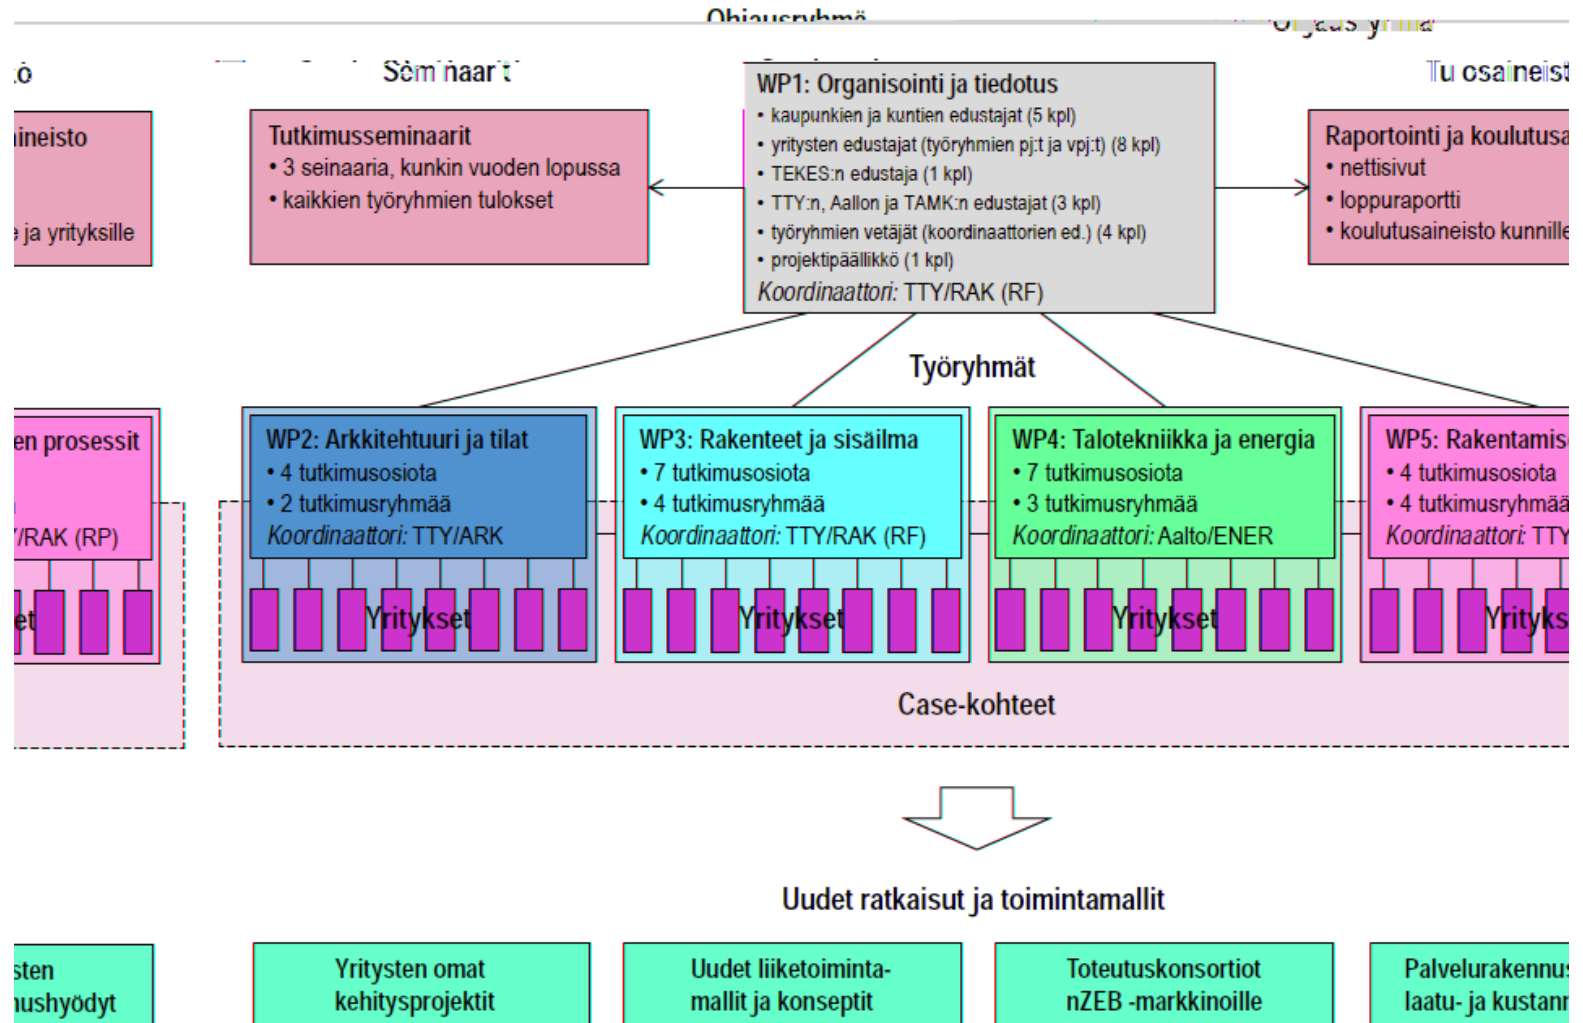 Ohjausryhmä
Ohjausryhmä
Seminaarit
Tulosaineist
ineisto
e ja yrityksille
Tutkimusseminaarit
• 3 seinaaria, kunkin vuoden lopussa
• kaikkien työryhmien tulokset
WP1: Organisointi ja tiedotus
• kaupunkien ja kuntien edustajat (5 kpl)
• yritysten edustajat (työryhmien pj:t ja vpj:t) (8 kpl)
• TEKES:n edustaja (1 kpl)
• TTY:n, Aallon ja TAMK:n edustajat (3 kpl)
• työryhmien vetäjät (koordinaattorien ed.) (4 kpl)
• projektipäällikkö (1 kpl)
Koordinaattori: TTY/RAK (RF)
Raportointi ja koulutusa
• nettisivut
• loppuraportti
• koulutusaineisto kunnille
Työryhmät
en prosessit
/RAK (RP)
et
WP2: Arkkitehtuuri ja tilat
• 4 tutkimusosiota
• 2 tutkimusryhmää
Koordinaattori: TTY/ARK
Yritykset
WP3: Rakenteet ja sisäilma
• 7 tutkimusosiota
• 4 tutkimusryhmää
Koordinaattori: TTY/RAK (RF)
Yritykset
WP4: Talotekniikka ja energia
• 7 tutkimusosiota
• 3 tutkimusryhmää
Koordinaattori: Aalto/ENER
Yritykset
WP5: Rakentamis
• 4 tutkimusosiota
• 4 tutkimusryhmää
Koordinaattori: TTY
Yrityks
Case-kohteet
Uudet ratkaisut ja toimintamallit
sten
nushyödyt
Yritysten omat
kehitysprojektit
Uudet liiketoiminta-
mallit ja konseptit
Toteutuskonsortiot
nZEB -markkinoille
Palvelurakennus
laatu- ja kustann